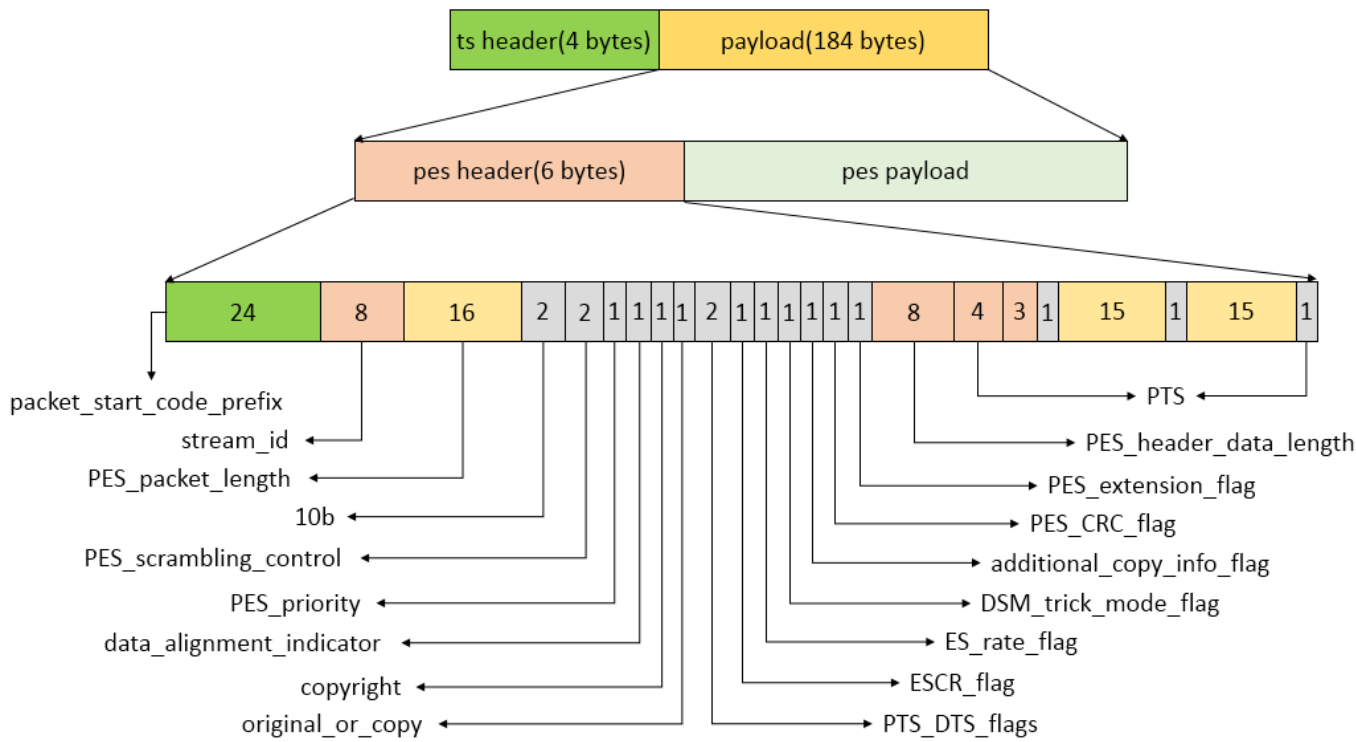 ts header(4 bytes) payload(184 bytes)
pes header(6 bytes) pes payload
24 8 16 2 2 1 1 1 1 2 1 1 1 1 1 1 8 4 3 1 15 1 15 1
packet_start_code_prefix
stream_id
PES_packet_length
10b
PES_scrambling_control
PES_priority
data_alignment_indicator
copyright
original_or_copy
PTS
PES_header_data_length
PES_extension_flag
PES_CRC_flag
additional_copy_info_flag
DSM_trick_mode_flag
ES_rate_flag
ESCR_flag
PTS_DTS_flags